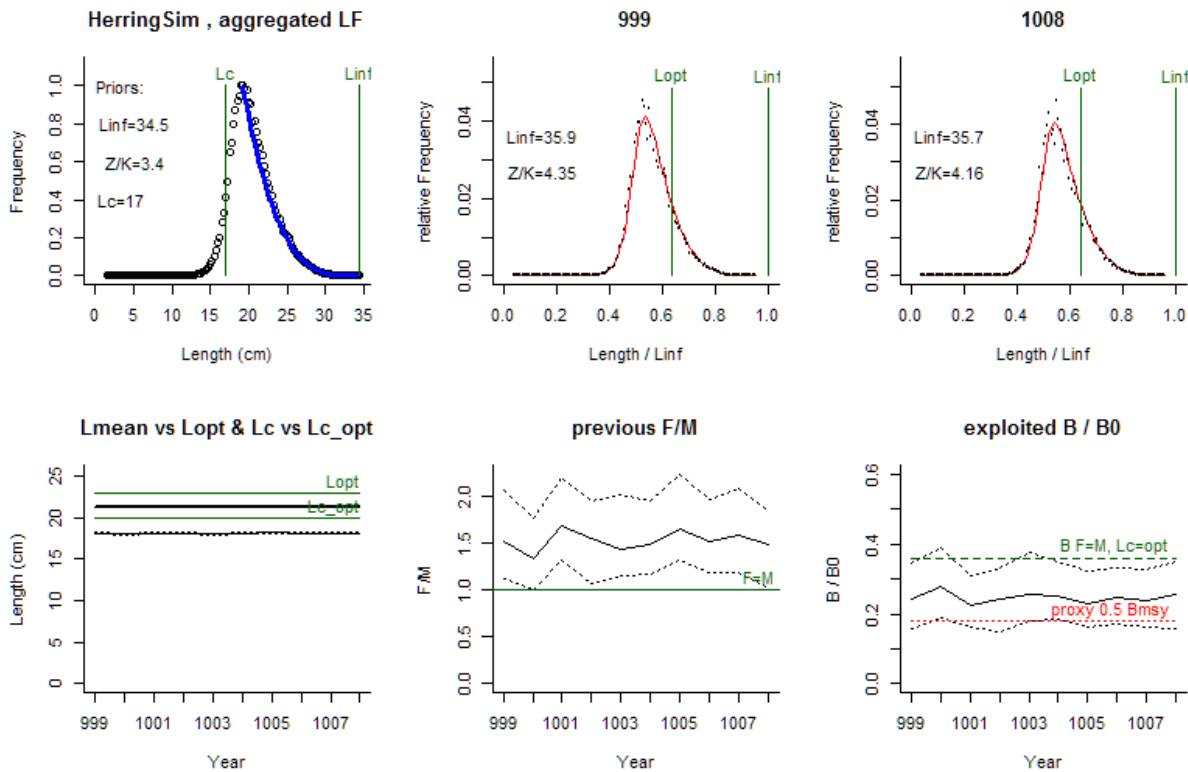 HerringSim , aggregated LF
Frequency
0.0 0.2 0.4 0.6 0.8 1.0
Lc
Linf
Priors:
Linf=34.5
Z/K=3.4
Lc=17
0 5 10 15 20 25 30 35
Length (cm)
999
relative Frequency
0.00 0.02 0.04
Lopt
Linf
Linf=35.9
Z/K=4.35
0.0 0.2 0.4 0.6 0.8 1.0
Length / Linf
1008
relative Frequency
0.00 0.02 0.04
Lopt
Linf
Linf=35.7
Z/K=4.16
0.0 0.2 0.4 0.6 0.8 1.0
Length / Linf
Lmean vs Lopt & Lc vs Lc_opt
Length (cm)
0 5 10 15 20 25
Lopt
Lc_opt
999 1001 1003 1005 1007
Year
previous F/M
F/M
0.0 0.5 1.0 1.5 2.0
F=M
999 1001 1003 1005 1007
Year
exploited B / B0
B / B0
0.0 0.2 0.4 0.6
B F=M, Lc=opt
proxy 0.5 Bmsy
999 1001 1003 1005 1007
Year